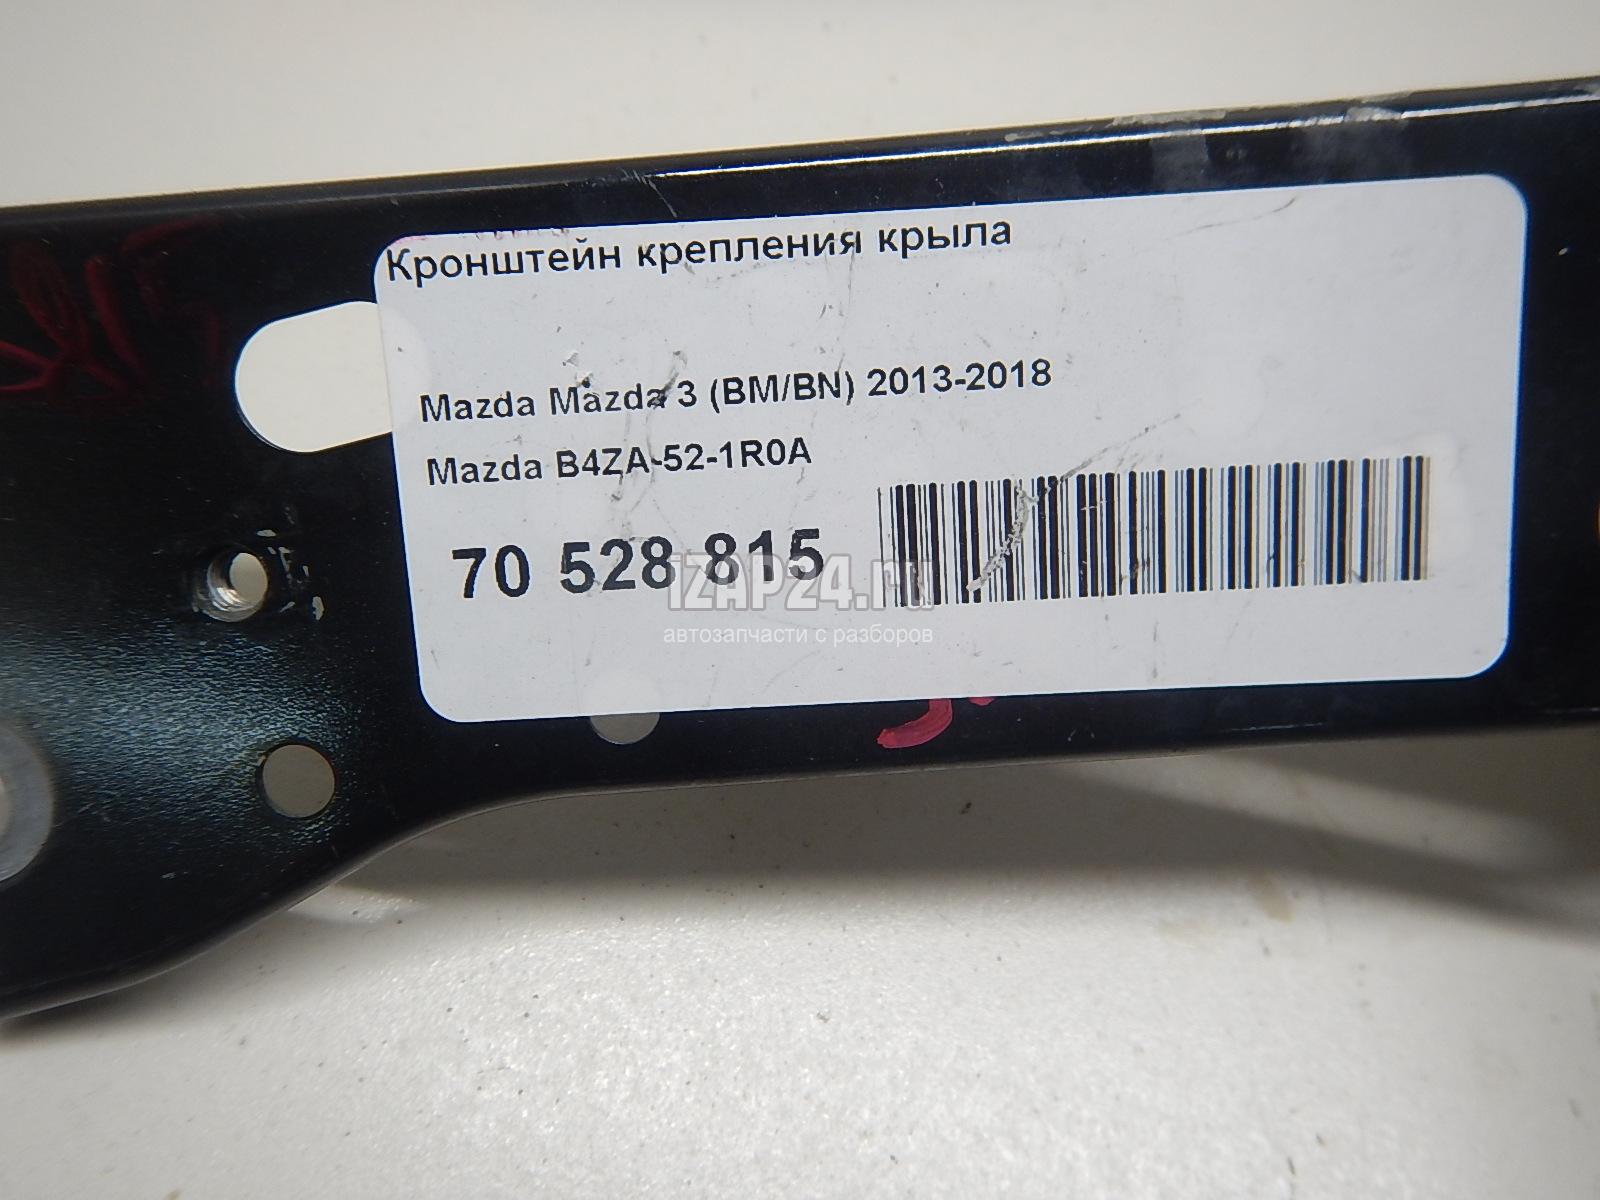 Кронштейн крепления крыла
Mazda Mazda 3 (BM/BN) 2013-2018
Mazda B4ZA-52-1R0A
70 528 815
iZAP24.ru
автозапчасти с разборов